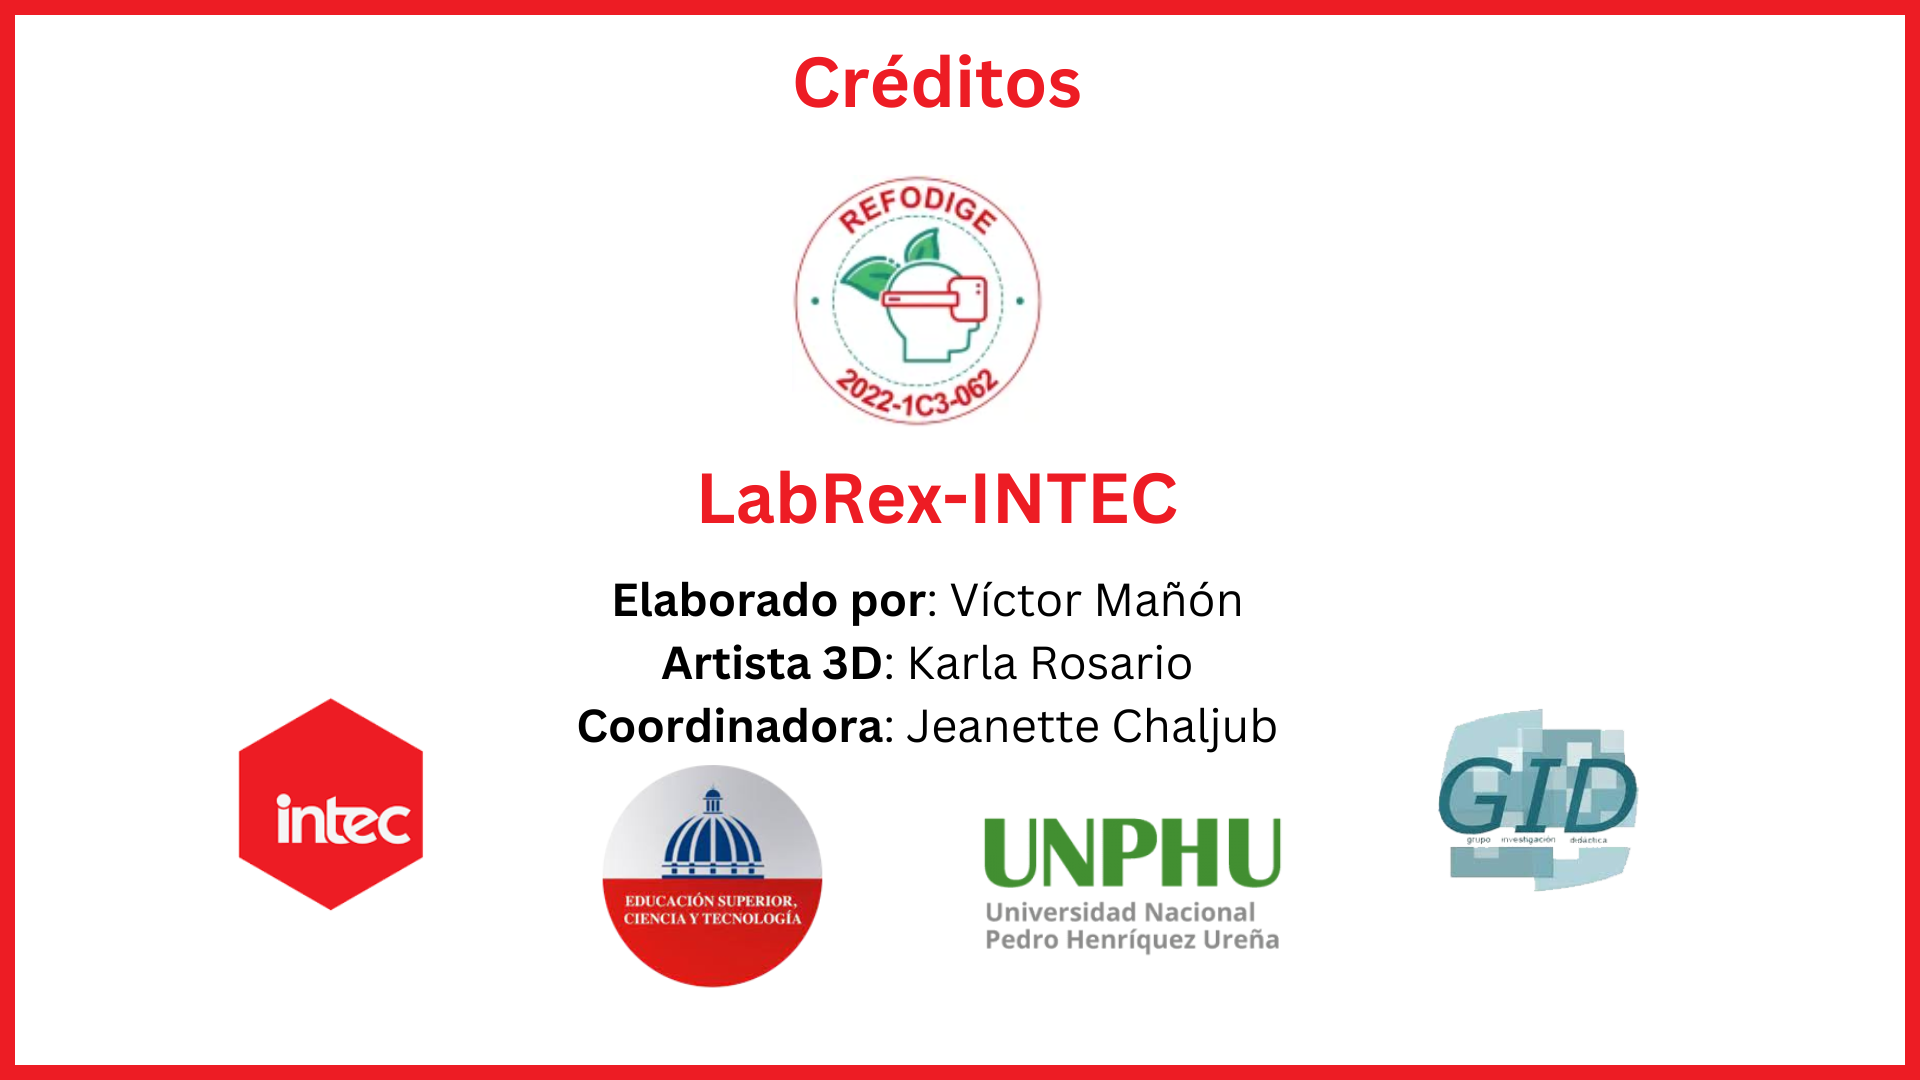 Créditos
REFODIGE
2022-1C3-062
LabRex-INTEC
Elaborado por: Víctor Mañón
Artista 3D: Karla Rosario
Coordinadora: Jeanette Chaljub
intec
EDUCACIÓN SUPERIOR,
CIENCIA Y TECNOLOGÍA
UNPHU
Universidad Nacional
Pedro Henríquez Ureña
GID
grupo investigación didáctica